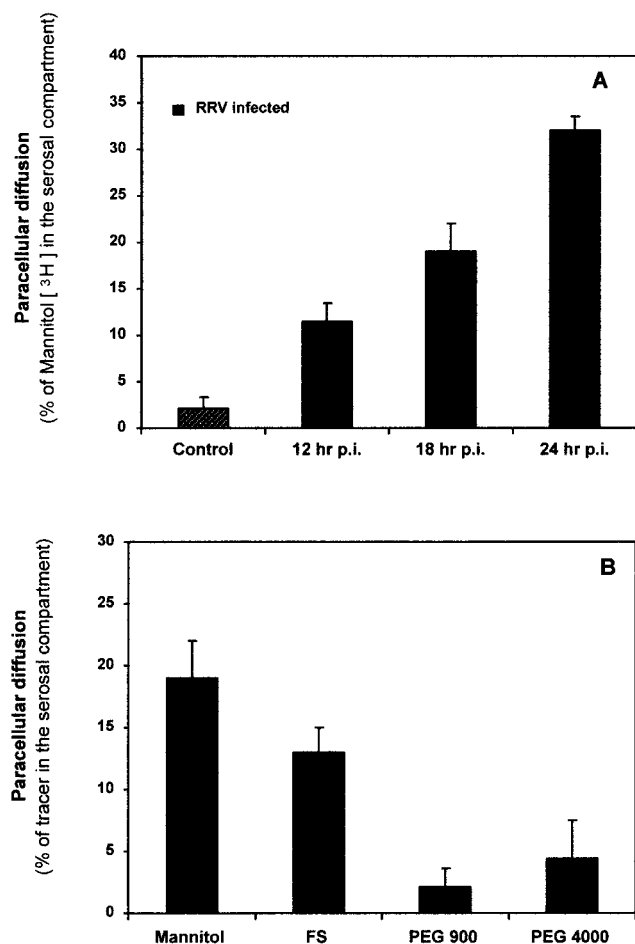 Paracellular diffusion
(% of Mannitol [ ³H ] in the serosal compartment)
40
35
30
25
20
15
10
5
0
A
RRV infected
Control 12 hr p.i. 18 hr p.i. 24 hr p.i.
Paracellular diffusion
(% of tracer in the serosal compartment)
30
25
20
15
10
5
0
B
Mannitol FS PEG 900 PEG 4000